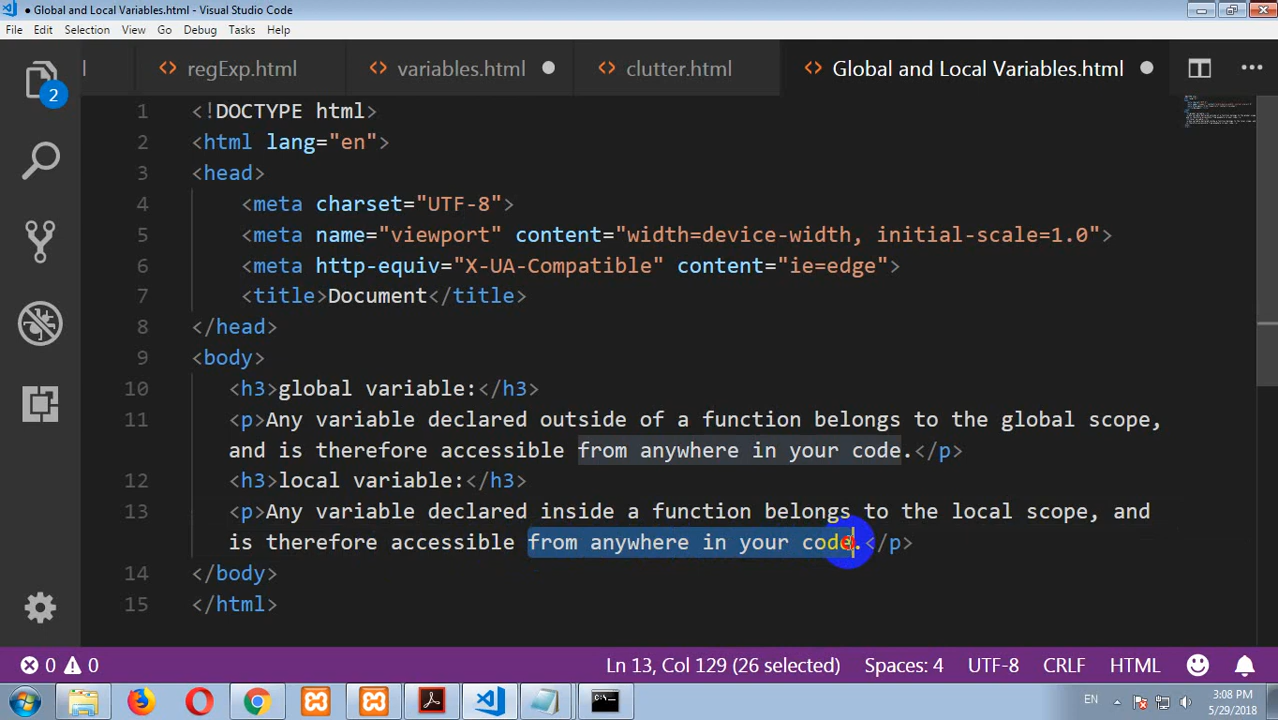 ● Global and Local Variables.html - Visual Studio Code
File Edit Selection View Go Debug Tasks Help
l regExp.html variables.html clutter.html Global and Local Variables.html
2
1 <!DOCTYPE html>
2 <html lang="en">
3 <head>
4 <meta charset="UTF-8">
5 <meta name="viewport" content="width=device-width, initial-scale=1.0">
6 <meta http-equiv="X-UA-Compatible" content="ie=edge">
7 <title>Document</title>
8 </head>
9 <body>
10 <h3>global variable:</h3>
11 <p>Any variable declared outside of a function belongs to the global scope,
and is therefore accessible from anywhere in your code.</p>
12 <h3>local variable:</h3>
13 <p>Any variable declared inside a function belongs to the local scope, and
is therefore accessible from anywhere in your code.</p>
14 </body>
15 </html>
0 0 Ln 13, Col 129 (26 selected) Spaces: 4 UTF-8 CRLF HTML
EN 3:08 PM
5/29/2018